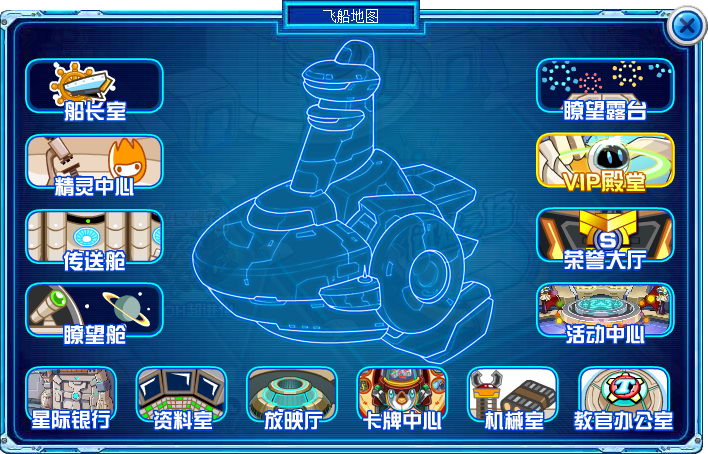 飞船地图
船长室
瞭望露台
精灵中心
VIP殿堂
传送舱
荣誉大厅
S
瞭望舱
活动中心
星际银行
资料室
放映厅
卡牌中心
机械室
教官办公室